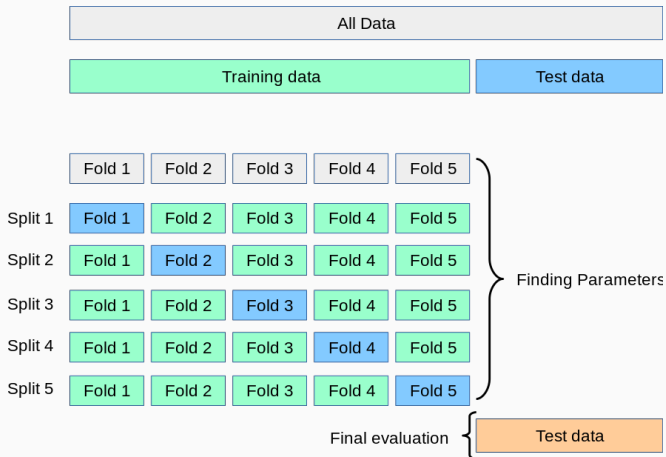 All Data
Training data Test data
Fold 1 Fold 2 Fold 3 Fold 4 Fold 5
Split 1 Fold 1 Fold 2 Fold 3 Fold 4 Fold 5
Split 2 Fold 1 Fold 2 Fold 3 Fold 4 Fold 5
Finding Parameters
Split 3 Fold 1 Fold 2 Fold 3 Fold 4 Fold 5
Split 4 Fold 1 Fold 2 Fold 3 Fold 4 Fold 5
Split 5 Fold 1 Fold 2 Fold 3 Fold 4 Fold 5
Final evaluation Test data